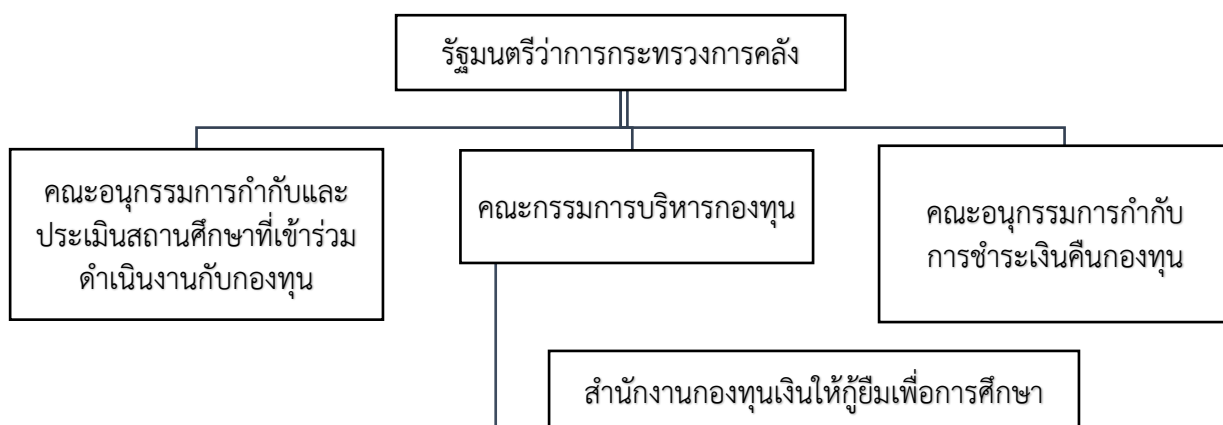 รัฐมนตรีว่าการกระทรวงการคลัง
คณะอนุกรรมการกำกับและ
ประเมินสถานศึกษาที่เข้าร่วม
ดำเนินงานกับกองทุน
คณะกรรมการบริหารกองทุน
คณะอนุกรรมการกำกับ
การชำระเงินคืนกองทุน
สำนักงานกองทุนเงินให้กู้ยืมเพื่อการศึกษา